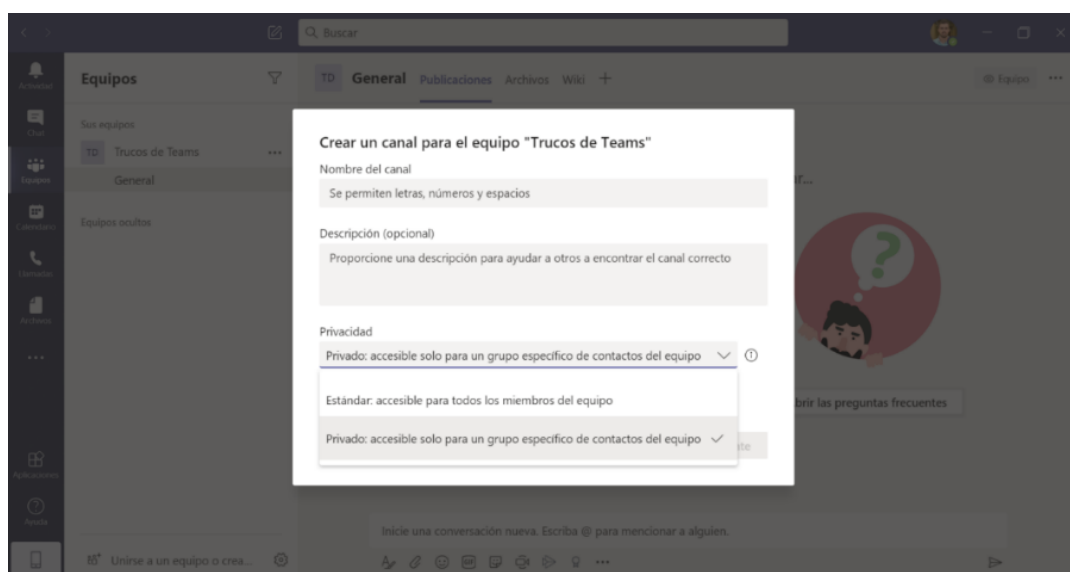 Buscar
Actividad
Chat
Equipos
Calendario
Llamadas
Archivos
Aplicaciones
Ayuda
Equipos
Sus equipos
TD Trucos de Teams
General
Equipos ocultos
Unirse a un equipo o crea...
TD General Publicaciones Archivos Wiki
Equipo
Crear un canal para el equipo "Trucos de Teams"
Nombre del canal
Se permiten letras, números y espacios
Descripción (opcional)
Proporcione una descripción para ayudar a otros a encontrar el canal correcto
Privacidad
Privado: accesible solo para un grupo específico de contactos del equipo
Estándar: accesible para todos los miembros del equipo
Privado: accesible solo para un grupo específico de contactos del equipo
brir las preguntas frecuentes
Inicie una conversación nueva. Escriba @ para mencionar a alguien.